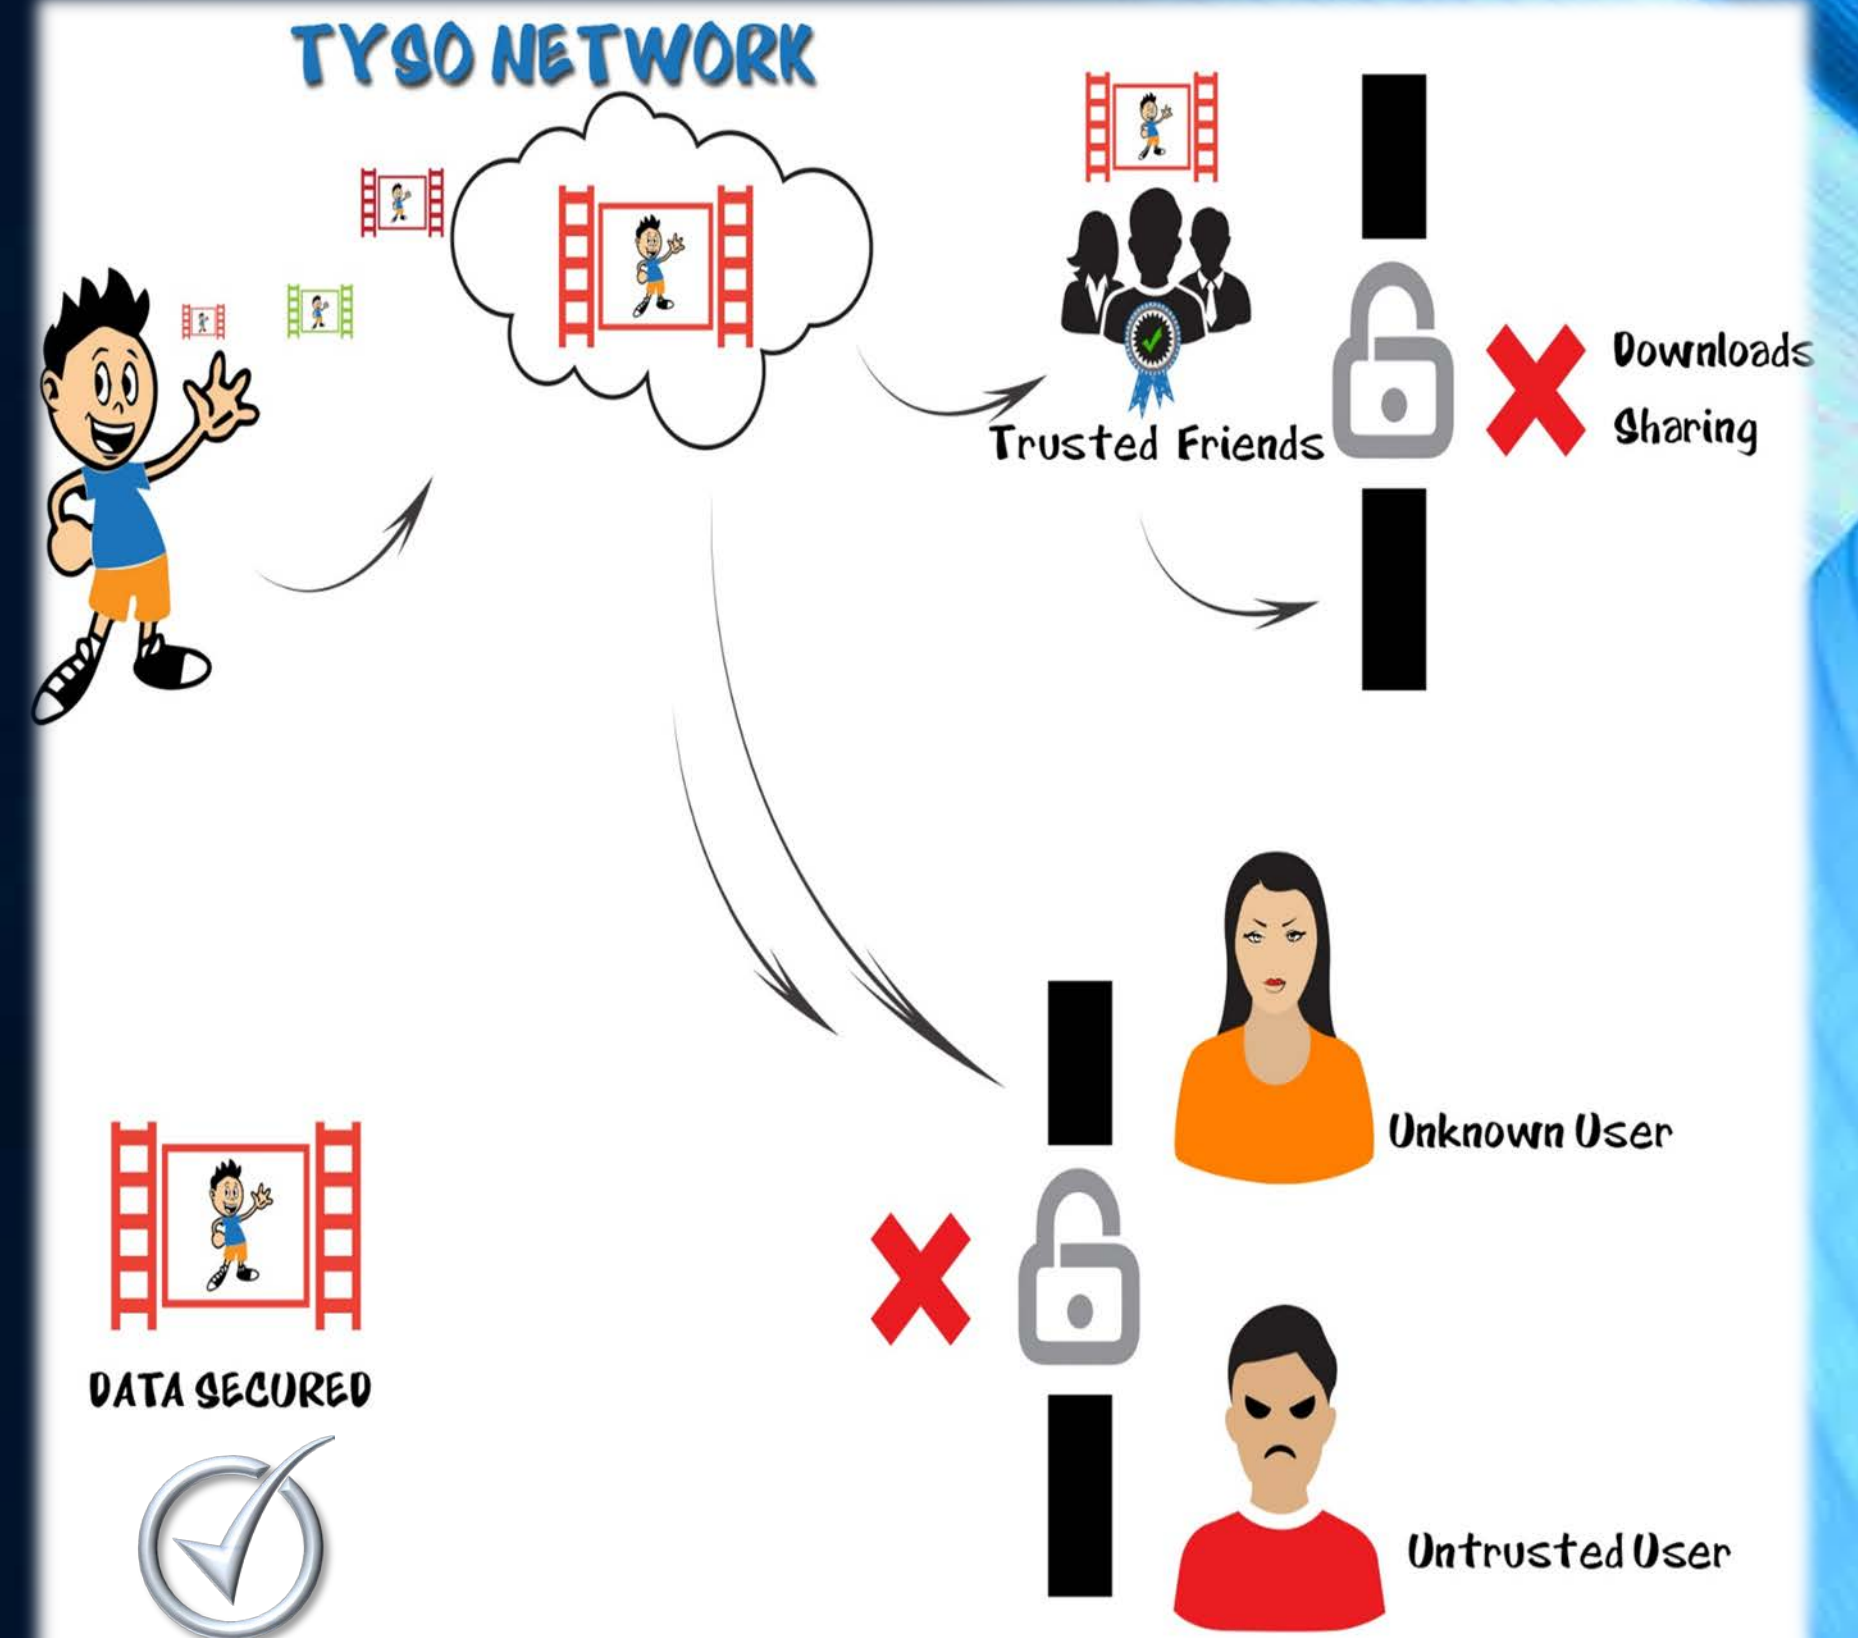 TYSO NETWORK
Trusted Friends
Downloads
Sharing
Unknown User
DATA SECURED
Untrusted User